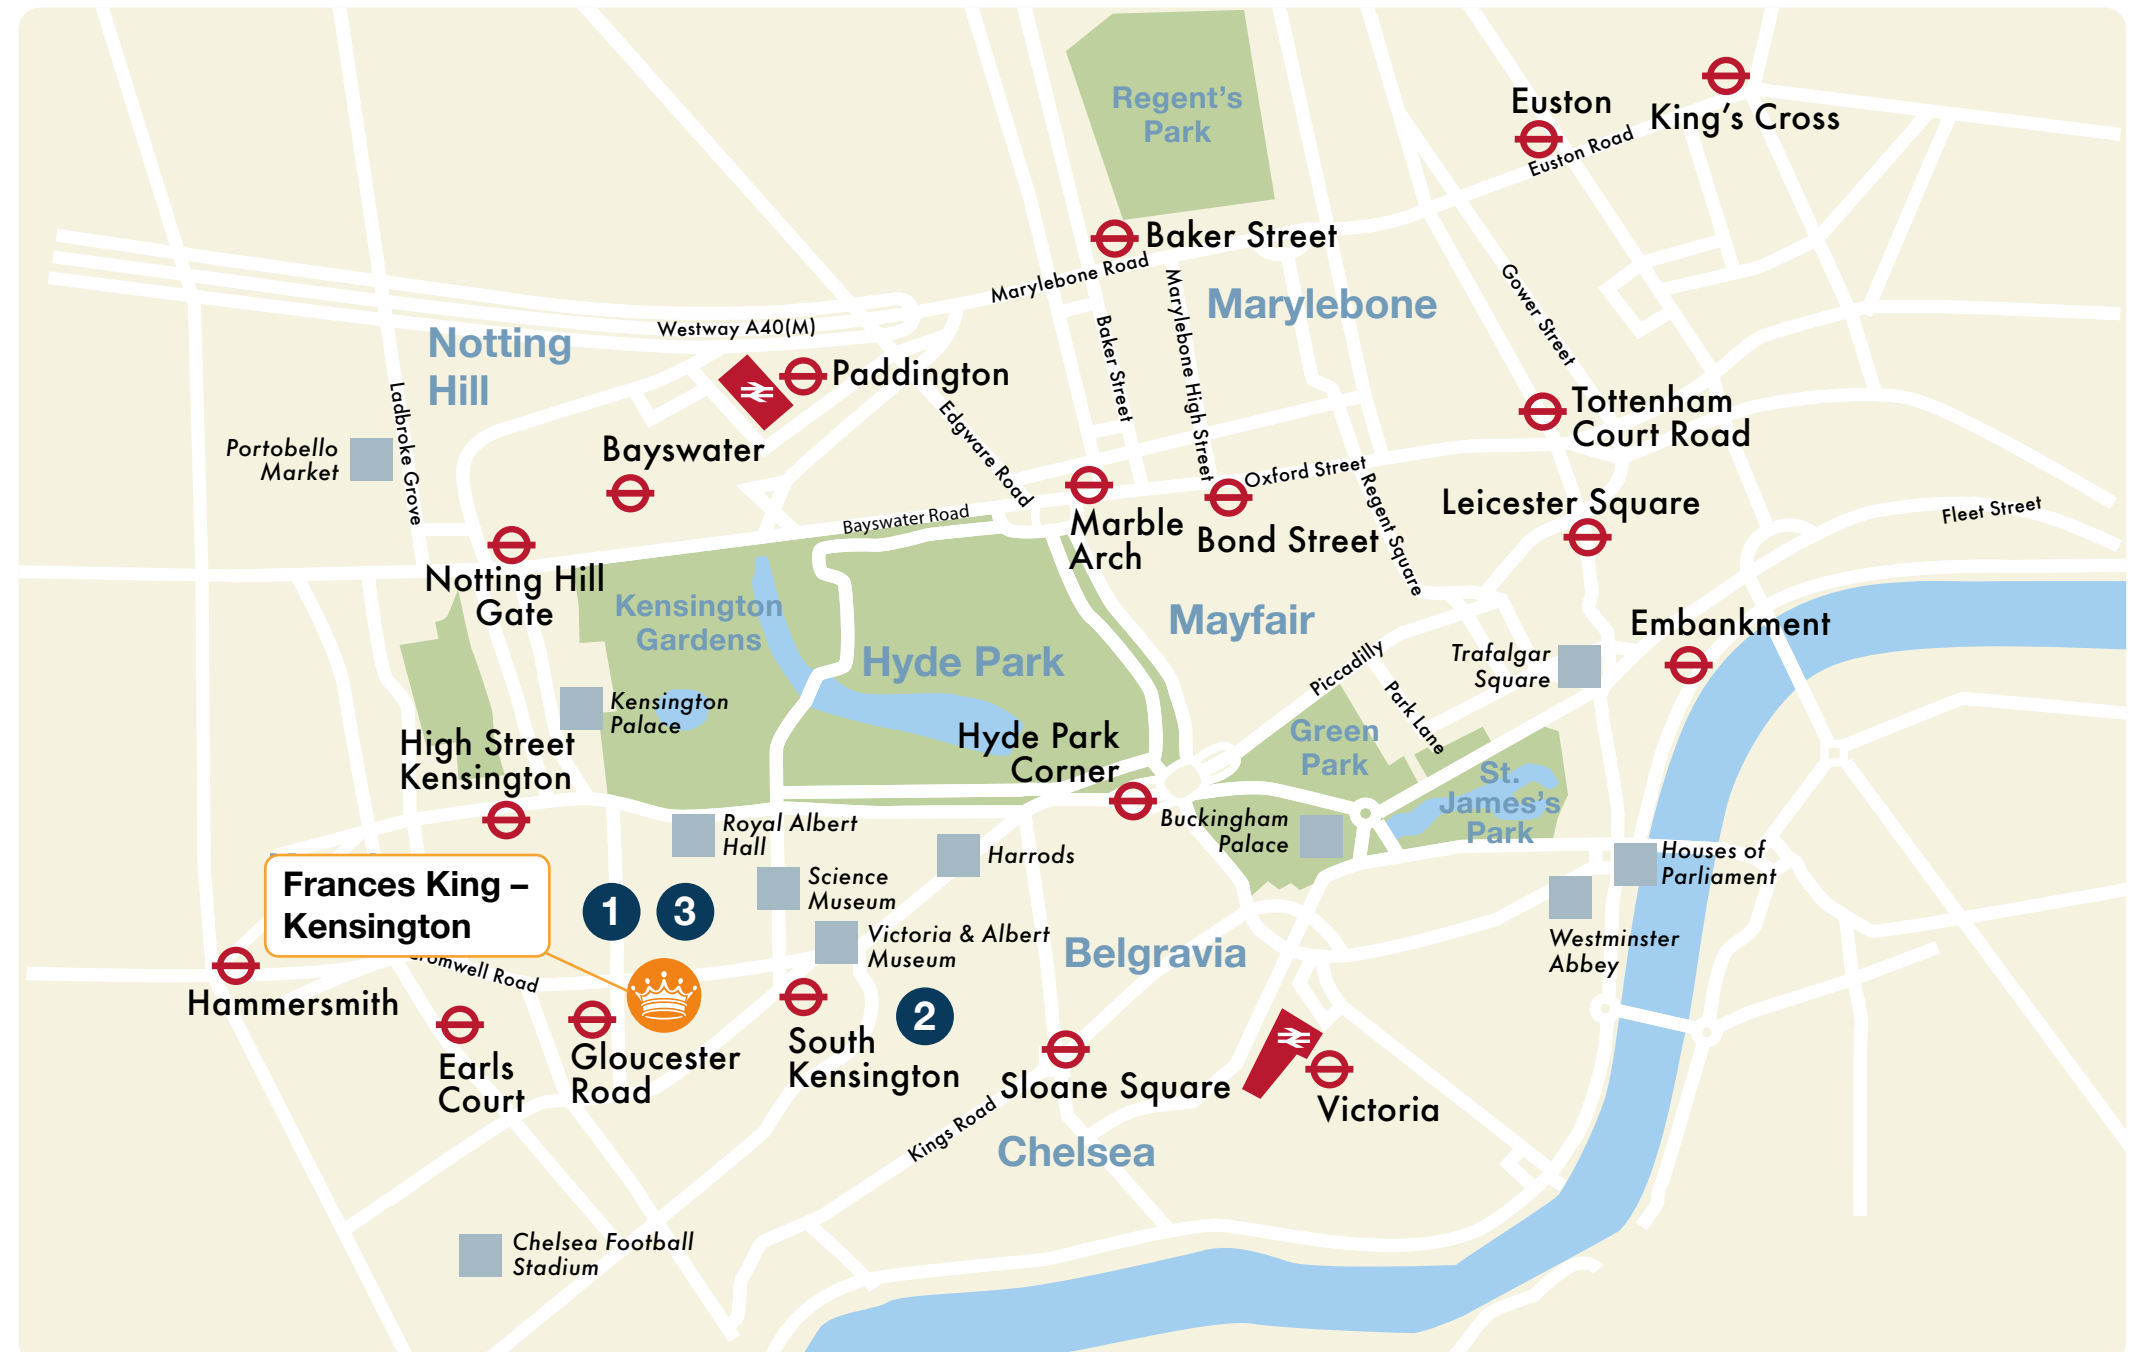 Regent's
Park
Euston
King's Cross
Euston Road
Baker Street
Marylebone Road
Marylebone High Street
Marylebone
Gower Street
Westway A40(M)
Notting
Hill
Paddington
Baker Street
Ladbroke Grove
Edgware Road
Tottenham
Court Road
Portobello
Market
Bayswater
Oxford Street
Regent Square
Leicester Square
Fleet Street
Bayswater Road
Marble
Arch
Bond Street
Notting Hill
Gate
Kensington
Gardens
Hyde Park
Mayfair
Embankment
Trafalgar
Square
Piccadilly
Park Lane
Kensington
Palace
High Street
Kensington
Hyde Park
Corner
Green
Park
St.
James's
Park
Buckingham
Palace
Royal Albert
Hall
Harrods
Science
Museum
Houses of
Parliament
Frances King –
Kensington
1
3
Victoria & Albert
Museum
Belgravia
Westminster
Abbey
Cromwell Road
Hammersmith
2
Earls
Court
Gloucester
Road
South
Kensington
Sloane Square
Victoria
Kings Road
Chelsea
Chelsea Football
Stadium